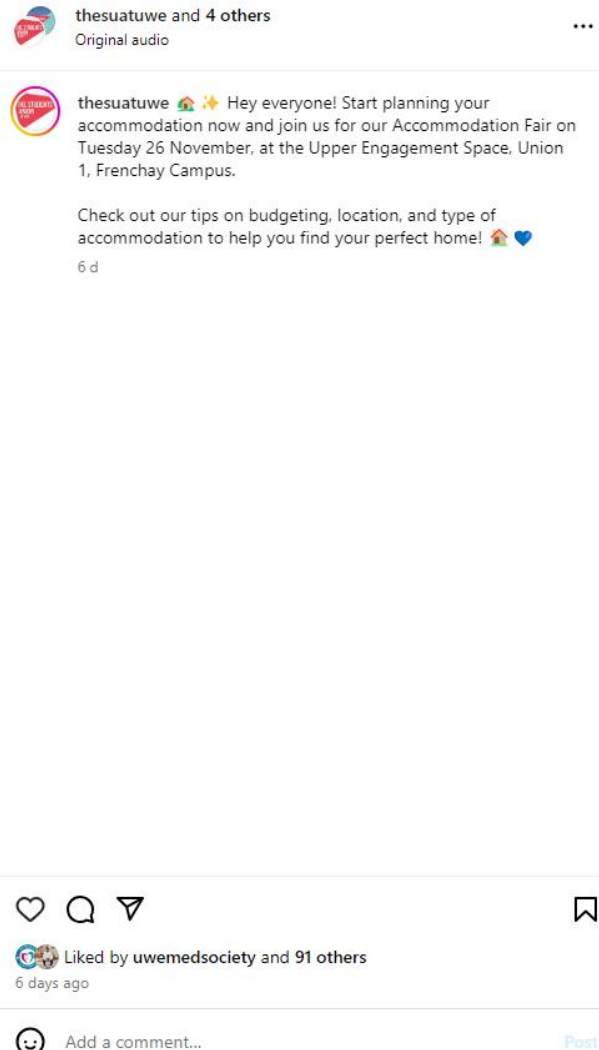 thesuatuwe and 4 others
Original audio
thesuatuwe 🏠 ✨ Hey everyone! Start planning your
accommodation now and join us for our Accommodation Fair on
Tuesday 26 November, at the Upper Engagement Space, Union
1, Frenchay Campus.
Check out our tips on budgeting, location, and type of
accommodation to help you find your perfect home! 🏠 💙
6 d
Liked by uwemedsociety and 91 others
6 days ago
Add a comment...
Post